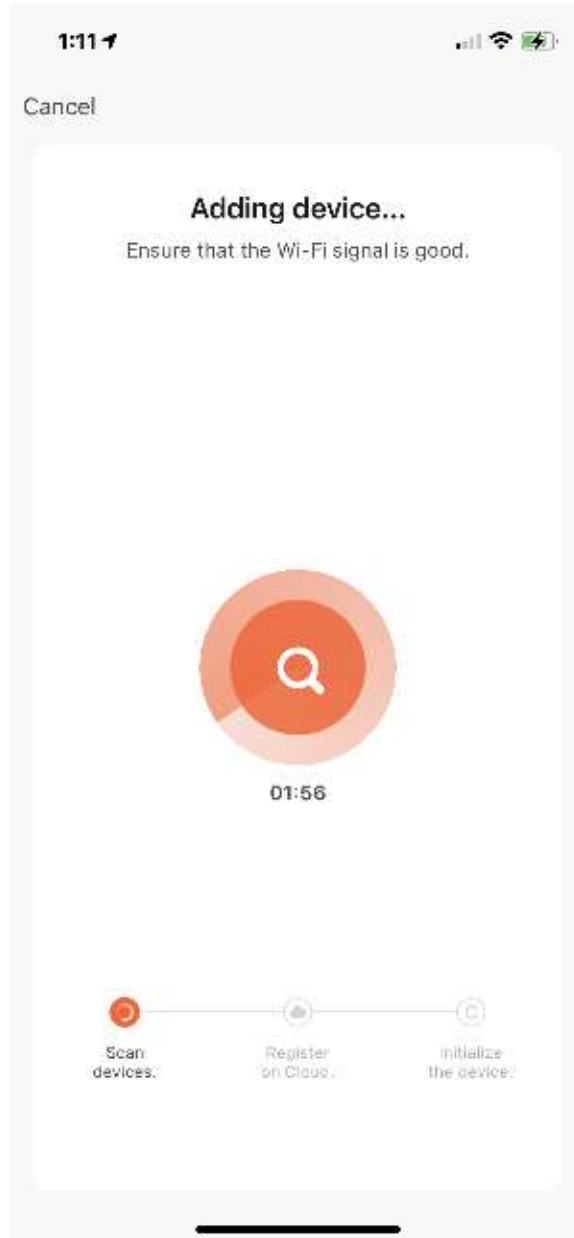 1:11
Cancel
Adding device...
Ensure that the Wi-Fi signal is good.
01:56
Scan
devices.
Register
on Cloud.
Initialize
the device.